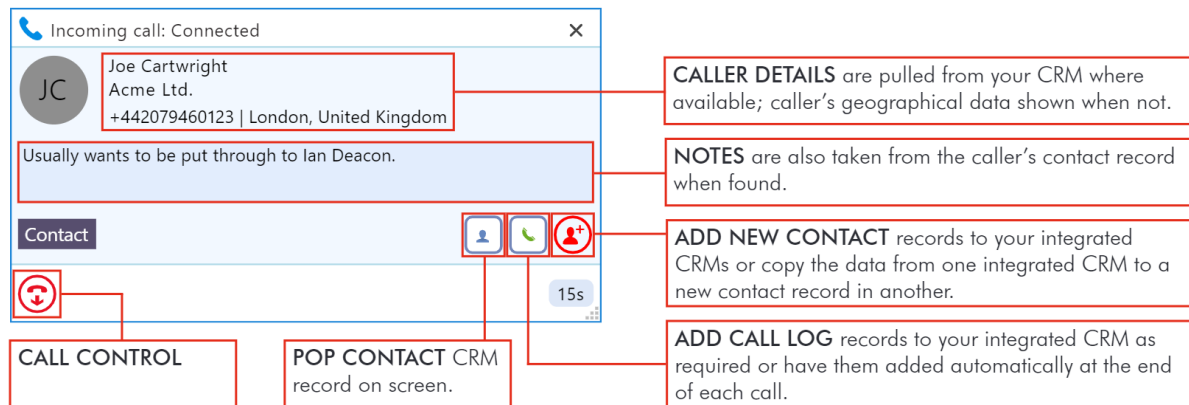 Incoming call: Connected
JC
Joe Cartwright
Acme Ltd.
+442079460123 | London, United Kingdom
Usually wants to be put through to Ian Deacon.
Contact
15s
CALLER DETAILS are pulled from your CRM where
available; caller's geographical data shown when not.
NOTES are also taken from the caller's contact record
when found.
ADD NEW CONTACT records to your integrated
CRMs or copy the data from one integrated CRM to a
new contact record in another.
ADD CALL LOG records to your integrated CRM as
required or have them added automatically at the end
of each call.
CALL CONTROL
POP CONTACT CRM
record on screen.